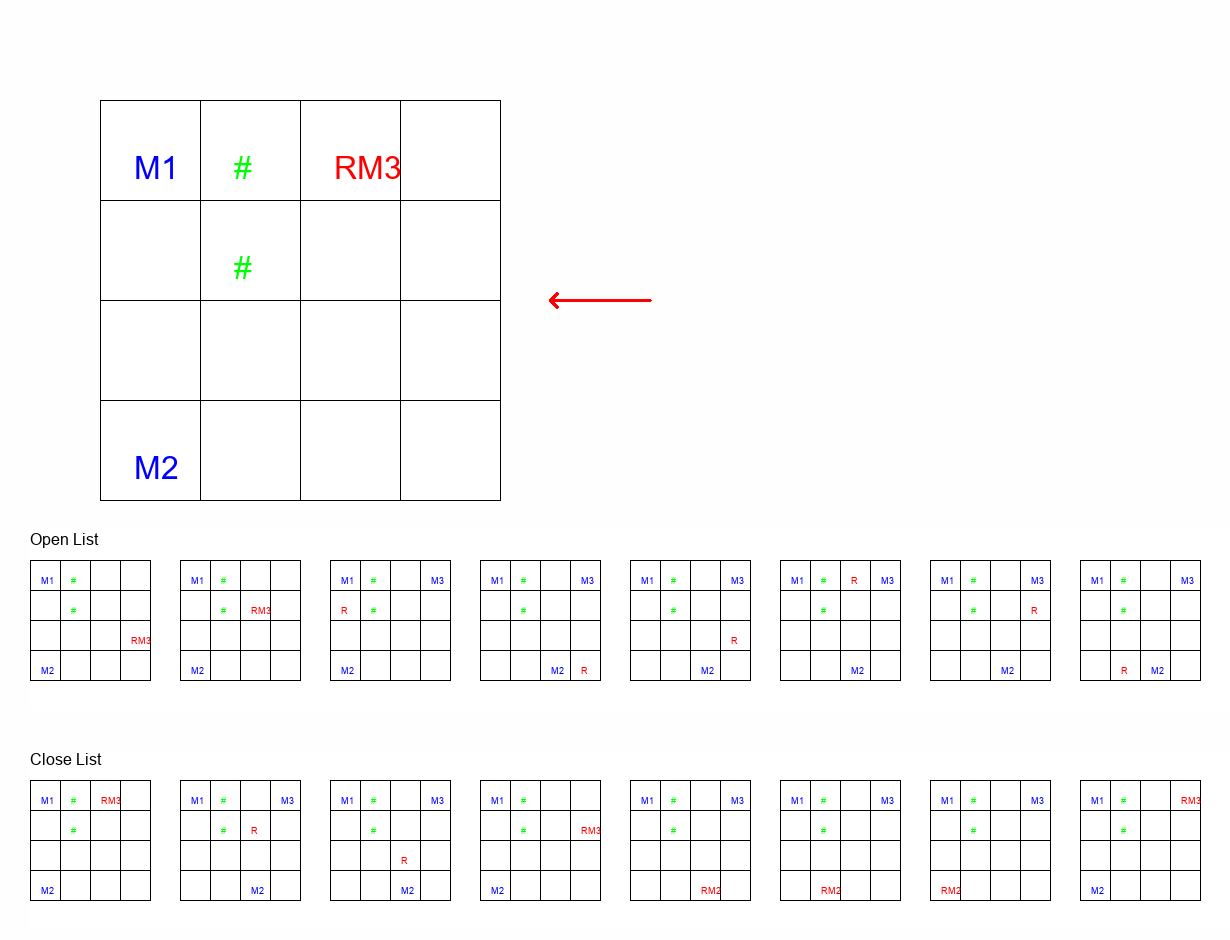 M1 # RM3
#
M2
Open List
M1 # M1 # M1 # M3 M1 # M3 M1 # M3 M1 # R M3 M1 # M3 M1 # M3
# # RM3 R # # # # # R #
RM3 R
M2 M2 M2 M2 R M2 M2 M2 R M2
Close List
M1 # RM3 M1 # M3 M1 # M3 M1 # M1 # M3 M1 # M3 M1 # M3 M1 # RM3
# # R # # RM3 # # # #
R
M2 M2 M2 M2 RM2 RM2 RM2 M2